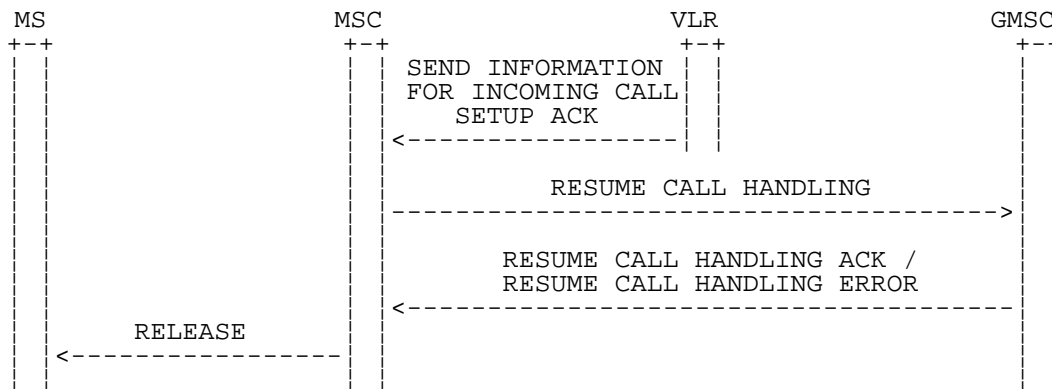 MS MSC VLR GMSC
SEND INFORMATION
FOR INCOMING CALL
SETUP ACK
RESUME CALL HANDLING
RESUME CALL HANDLING ACK /
RESUME CALL HANDLING ERROR
RELEASE